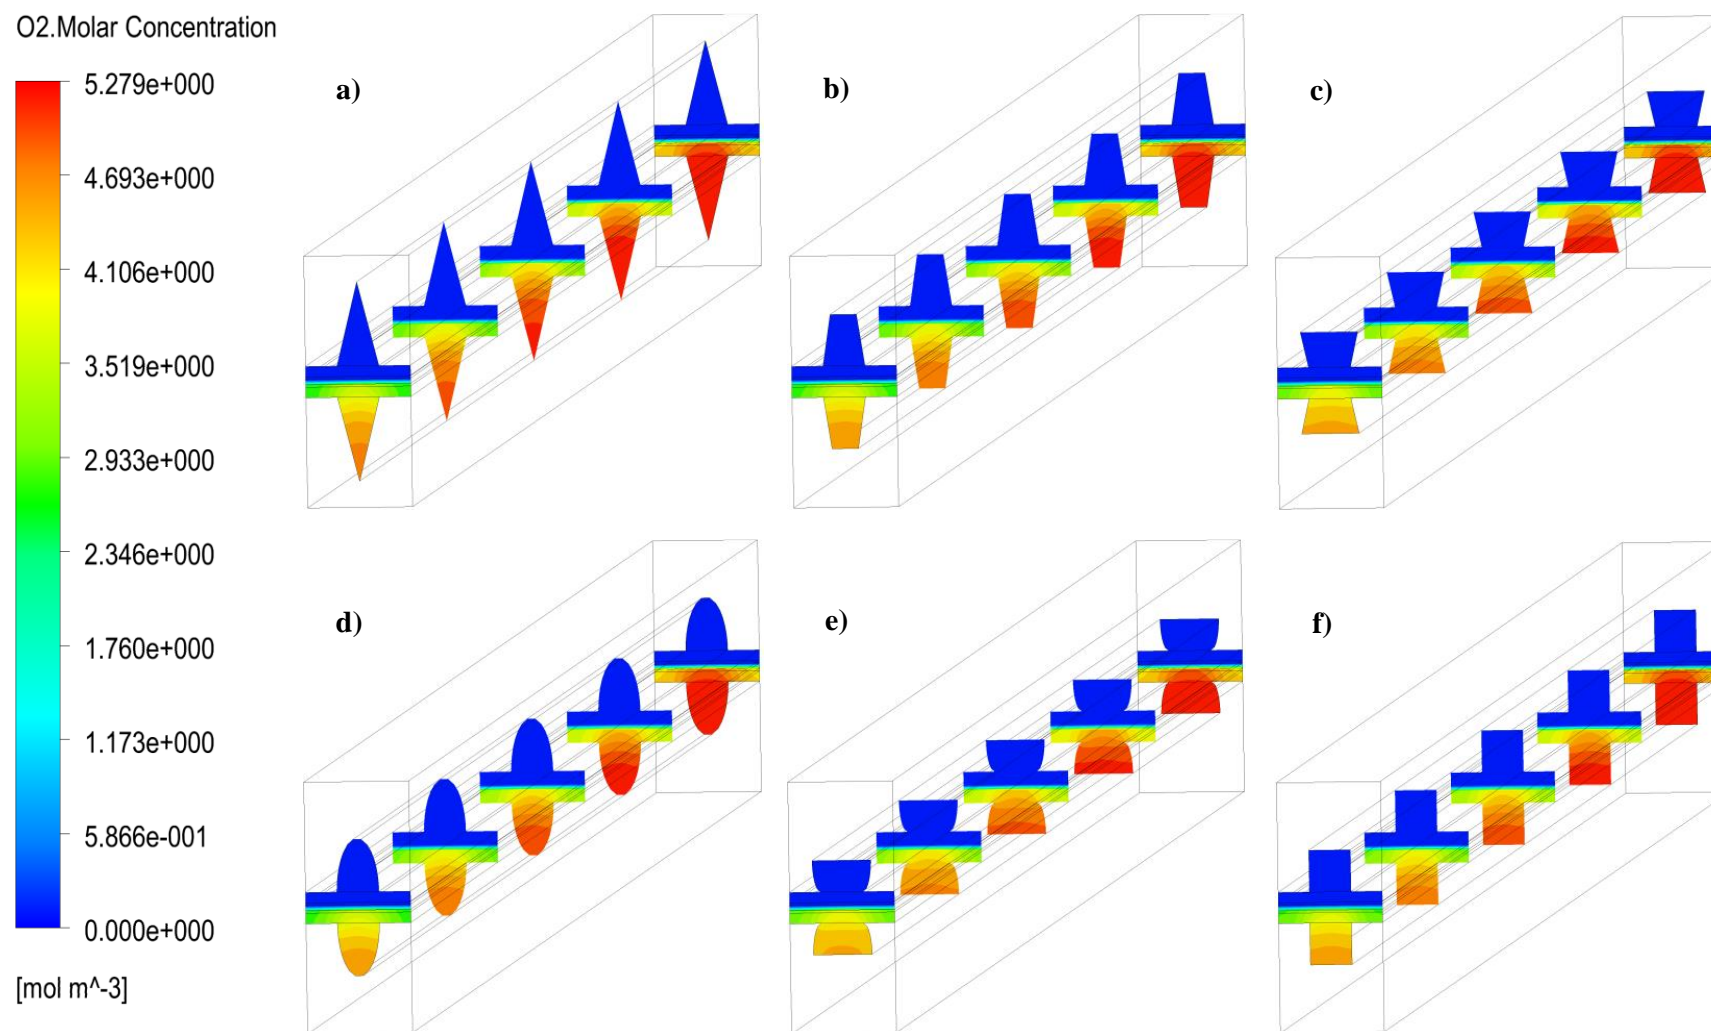 O2.Molar Concentration
5.279e+000
4.693e+000
4.106e+000
3.519e+000
2.933e+000
2.346e+000
1.760e+000
1.173e+000
5.866e-001
0.000e+000
[mol m^-3]
a)
b)
c)
d)
e)
f)